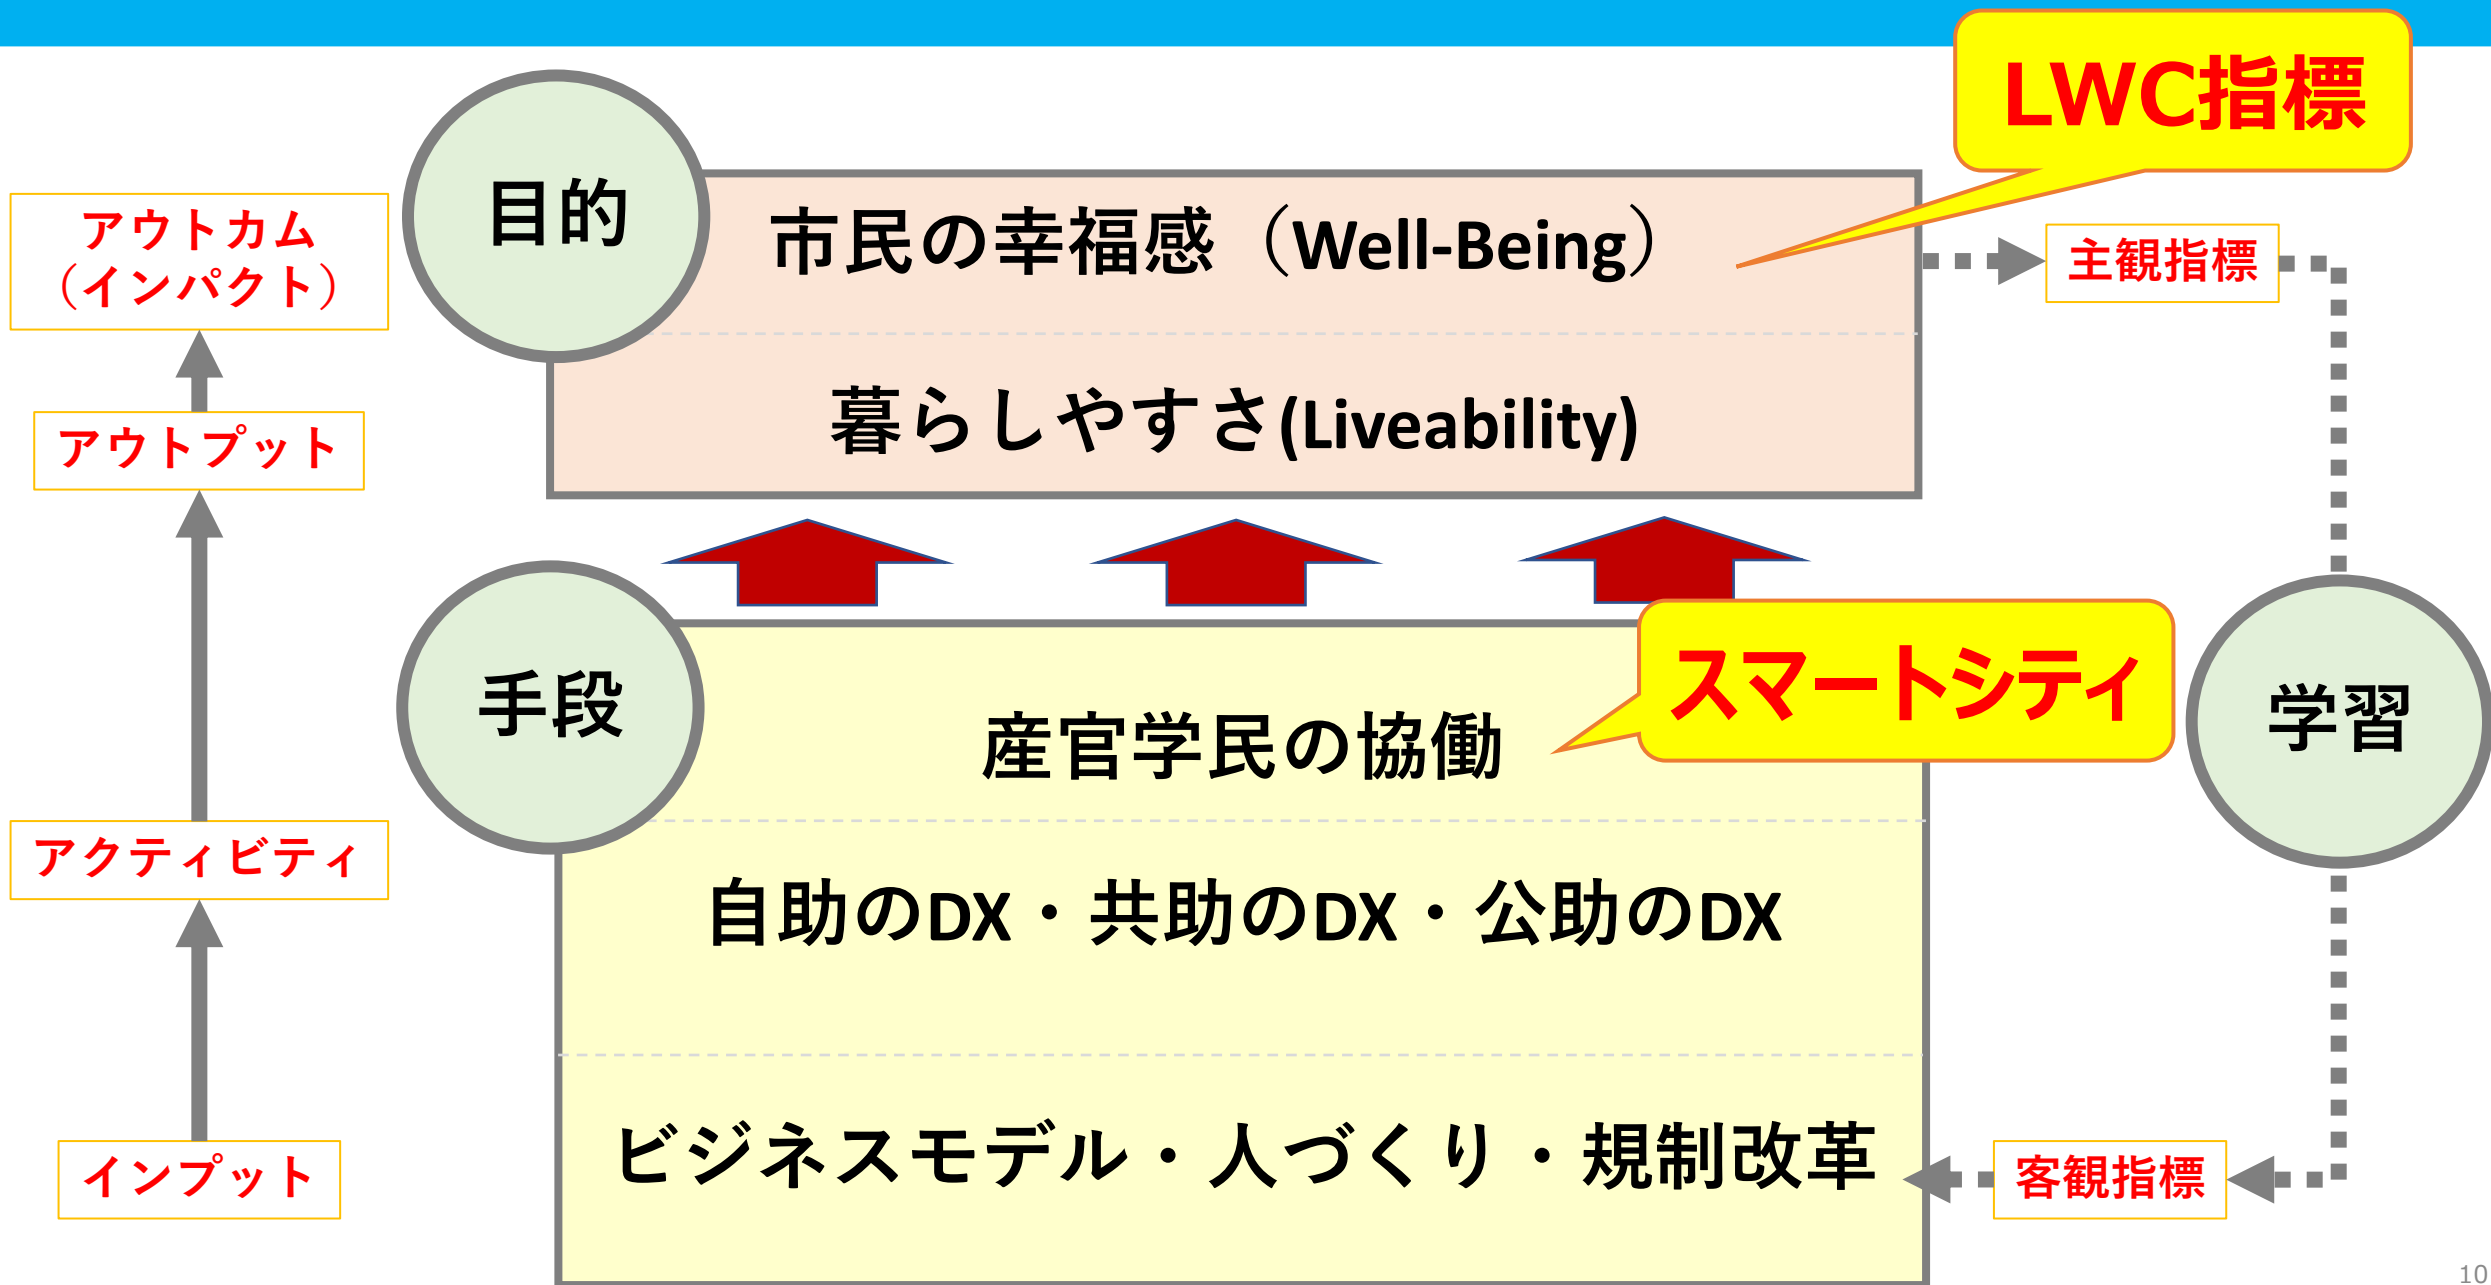 LWC指標
目的
市民の幸福感（Well-Being）
暮らしやすさ(Liveability)
アウトカム
（インパクト）
アウトプット
アクティビティ
インプット
主観指標
手段
スマートシティ
産官学民の協働
自助のDX・共助のDX・公助のDX
ビジネスモデル・人づくり・規制改革
学習
客観指標
10